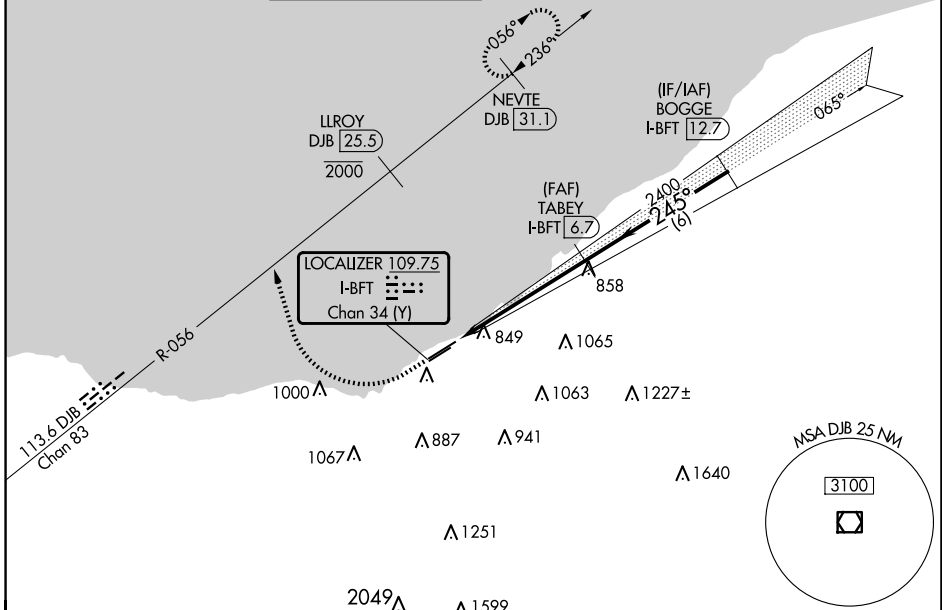 056°
236°
NEVTE
DJB 31.1
LLROY
DJB 25.5
2000
(IF/IAF)
BOGGE
I-BFT 12.7
065°
(FAF)
TABEY
I-BFT 6.7
2400
245°
(6)
LOCALIZER 109.75
I-BFT
Chan 34 (Y)
858
849
1065
R-056
1000
1063
1227±
113.6 DJB
Chan 83
887
941
1067
1640
MSA DJB 25 NM
3100
1251
2049
1599